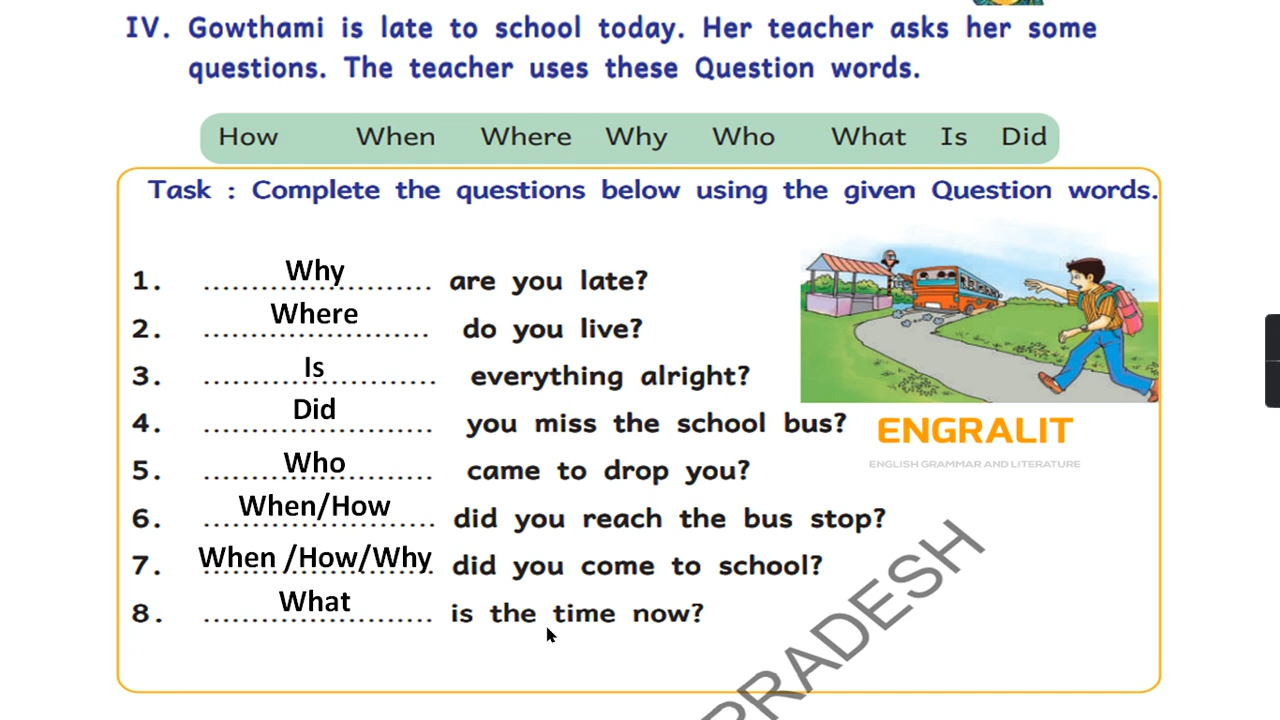 IV. Gowthami is late to school today. Her teacher asks her some
questions. The teacher uses these Question words.
How When Where Why Who What Is Did
Task : Complete the questions below using the given Question words.
1. Why are you late?
2. Where do you live?
3. Is everything alright?
4. Did you miss the school bus?
5. Who came to drop you?
6. When/How did you reach the bus stop?
7. When /How/Why did you come to school?
8. What is the time now?
ENGRALIT
ENGLISH GRAMMAR AND LITERATURE
PRADESH